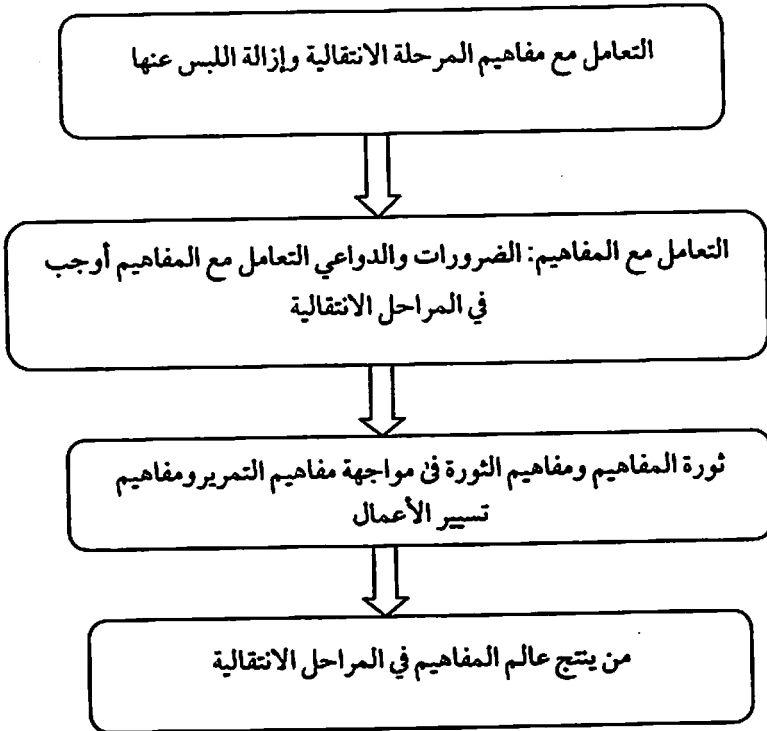 التعامل مع مفاهيم المرحلة الانتقالية وإزالة اللبس عنها
التعامل مع المفاهيم: الضرورات والدواعي التعامل مع المفاهيم أوجب
في المراحل الانتقالية
ثورة المفاهيم ومفاهيم الثورة فى مواجهة مفاهيم التمرير ومفاهيم
تسيير الأعمال
من ينتج عالم المفاهيم في المراحل الانتقالية